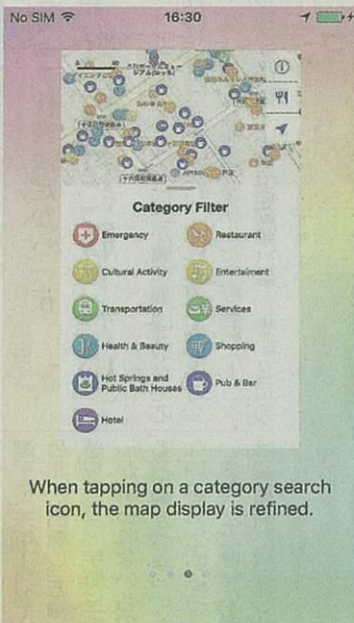 No SIM 16:30
Category Filter
Emergency
Restaurant
Cultural Activity
Entertaiment
Transportation
Services
Health & Beauty
Shopping
Hot Springs and
Public Bath Houses
Pub & Bar
Hotel
When tapping on a category search
icon, the map display is refined.